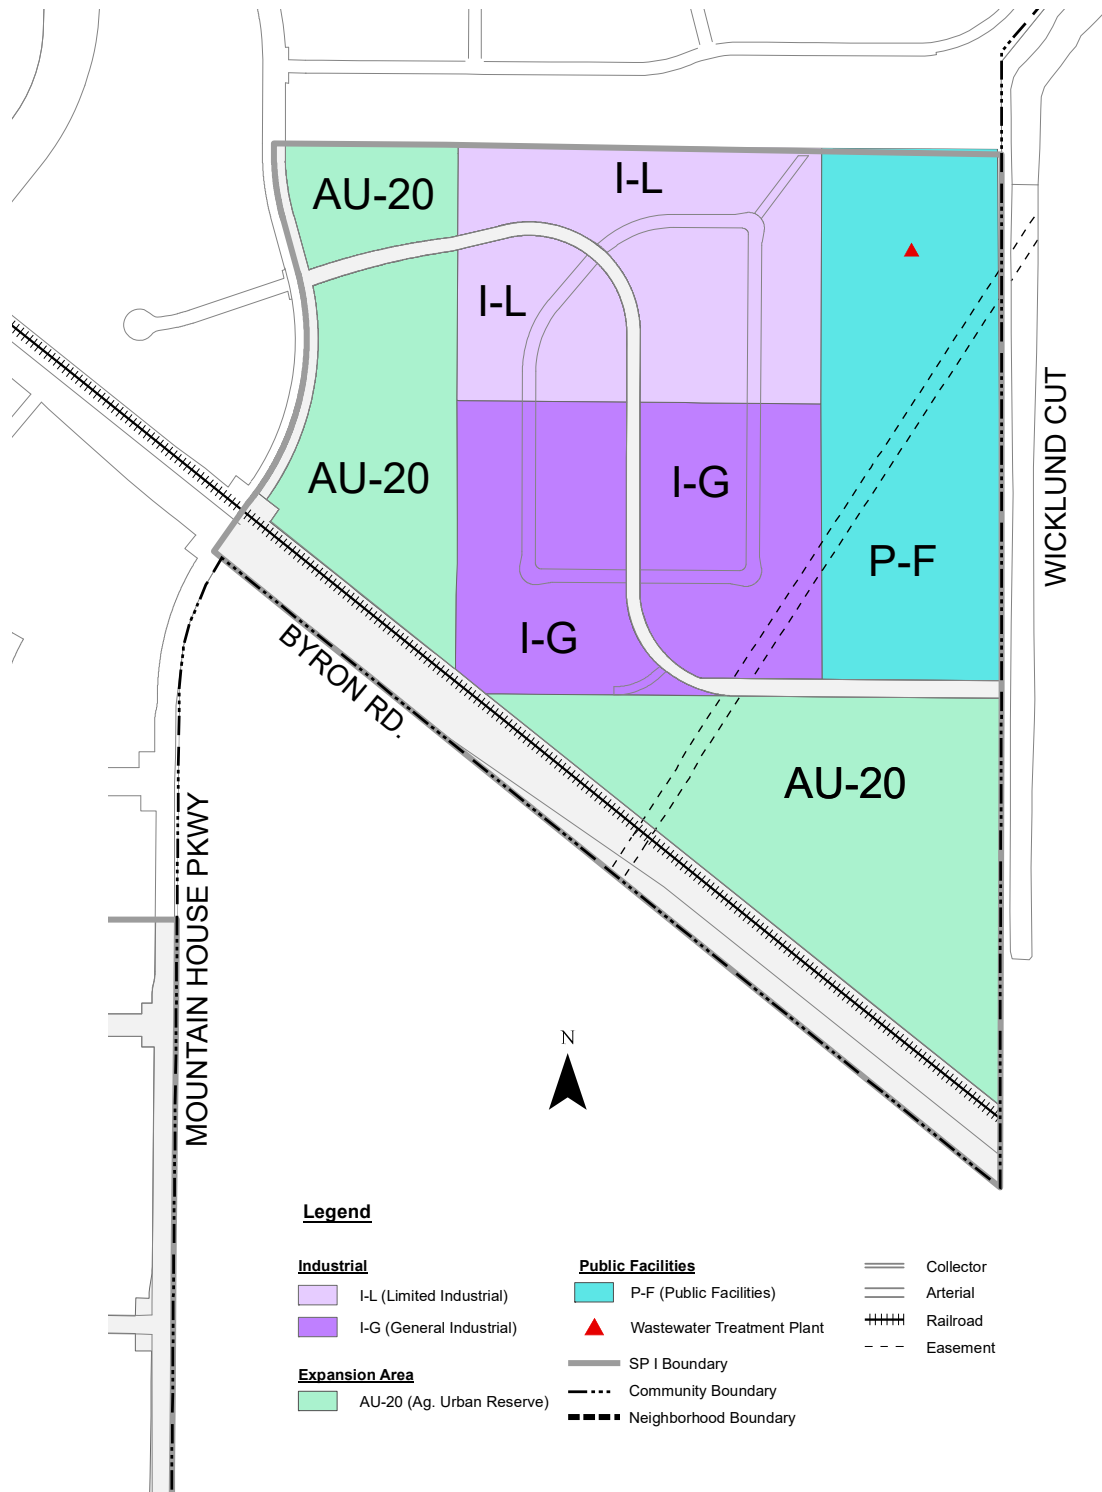 AU-20
I-L
I-L
AU-20
I-G
P-F
I-G
AU-20
WICKLUND CUT
BYRON RD.
MOUNTAIN HOUSE PKWY
N
Legend
Industrial
I-L (Limited Industrial)
I-G (General Industrial)
Expansion Area
AU-20 (Ag. Urban Reserve)
Public Facilities
P-F (Public Facilities)
Wastewater Treatment Plant
SP I Boundary
Community Boundary
Neighborhood Boundary
Collector
Arterial
Railroad
Easement